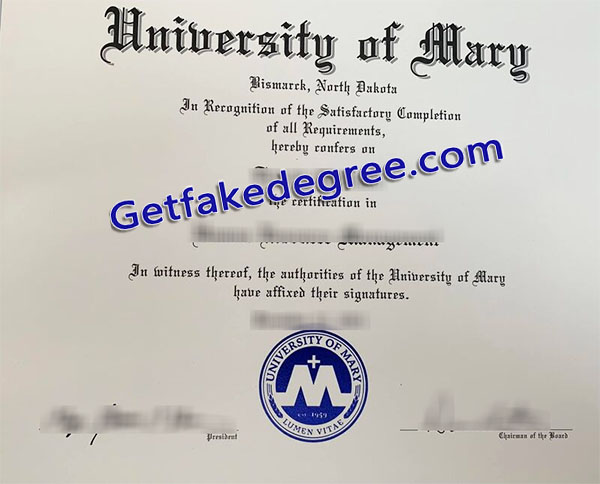 University of Mary
Bismarck, North Dakota
In Recognition of the Satisfactory Completion
of all Requirements,
hereby confers on
Getfakedegree.com
the certification in
Management
In witness thereof, the authorities of the University of Mary
have affixed their signatures.
UNIVERSITY OF MARY
M
EST 1959
LUMEN VITAE
President
Chairman of the Board